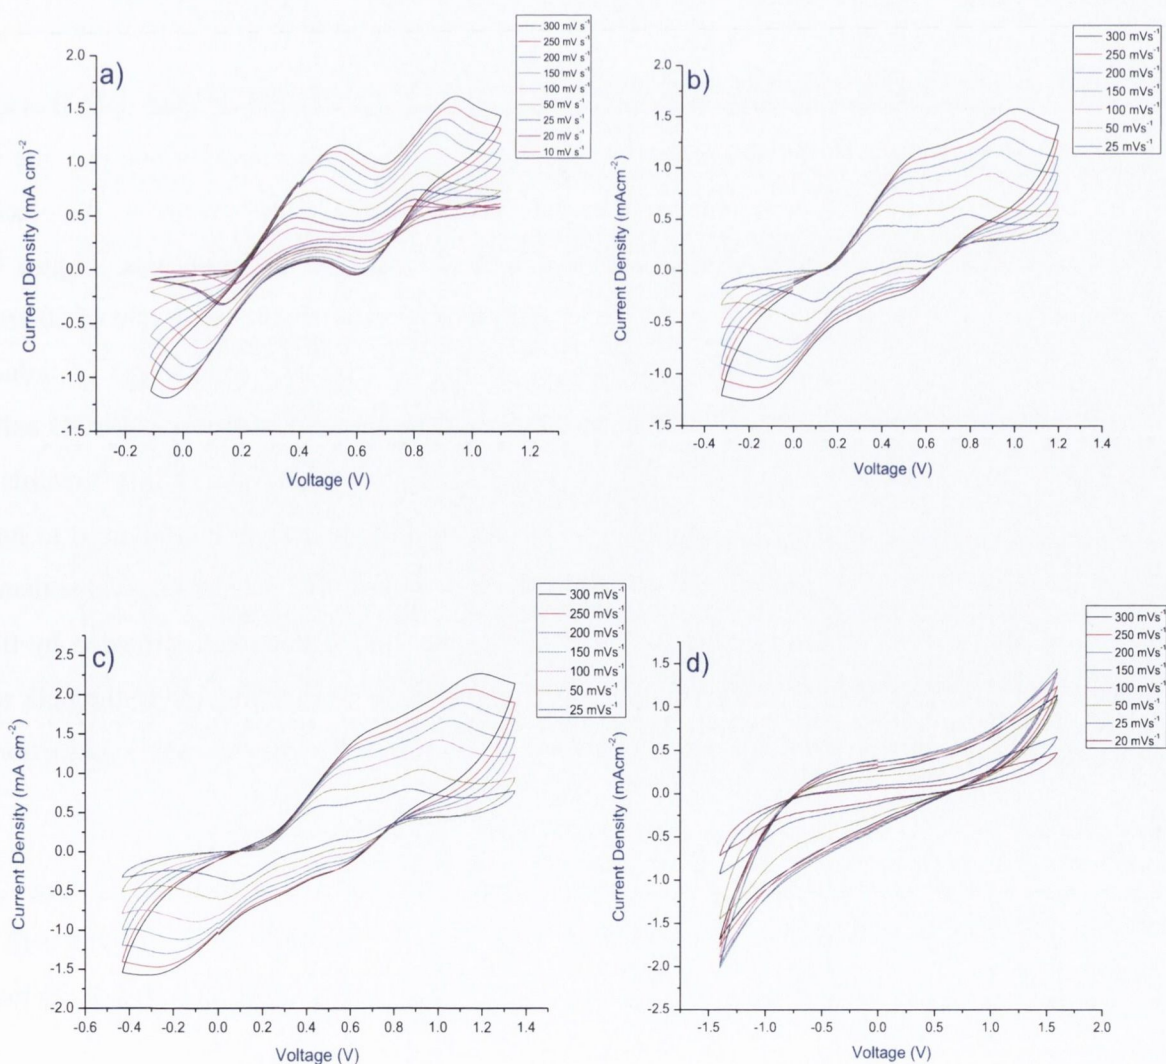 a)
300 mV s⁻¹
250 mV s⁻¹
200 mV s⁻¹
150 mV s⁻¹
100 mV s⁻¹
50 mV s⁻¹
25 mV s⁻¹
20 mV s⁻¹
10 mV s⁻¹
2.0
1.5
1.0
0.5
0.0
-0.5
-1.0
-1.5
Current Density (mA cm)⁻²
-0.2 0.0 0.2 0.4 0.6 0.8 1.0 1.2
Voltage (V)
b)
300 mVs⁻¹
250 mVs⁻¹
200 mVs⁻¹
150 mVs⁻¹
100 mVs⁻¹
50 mVs⁻¹
25 mVs⁻¹
2.0
1.5
1.0
0.5
0.0
-0.5
-1.0
-1.5
Current Density (mAcm⁻²)
-0.4 -0.2 0.0 0.2 0.4 0.6 0.8 1.0 1.2 1.4
Voltage (V)
c)
300 mVs⁻¹
250 mVs⁻¹
200 mVs⁻¹
150 mVs⁻¹
100 mVs⁻¹
50 mVs⁻¹
25 mVs⁻¹
2.5
2.0
1.5
1.0
0.5
0.0
-0.5
-1.0
-1.5
-2.0
Current Density (mA cm⁻²)
-0.6 -0.4 -0.2 0.0 0.2 0.4 0.6 0.8 1.0 1.2 1.4
Voltage (V)
d)
300 mVs⁻¹
250 mVs⁻¹
200 mVs⁻¹
150 mVs⁻¹
100 mVs⁻¹
50 mVs⁻¹
25 mVs⁻¹
20 mVs⁻¹
1.5
1.0
0.5
0.0
-0.5
-1.0
-1.5
-2.0
-2.5
Current Density (mAcm⁻²)
-1.5 -1.0 -0.5 0.0 0.5 1.0 1.5 2.0
Voltage (V)